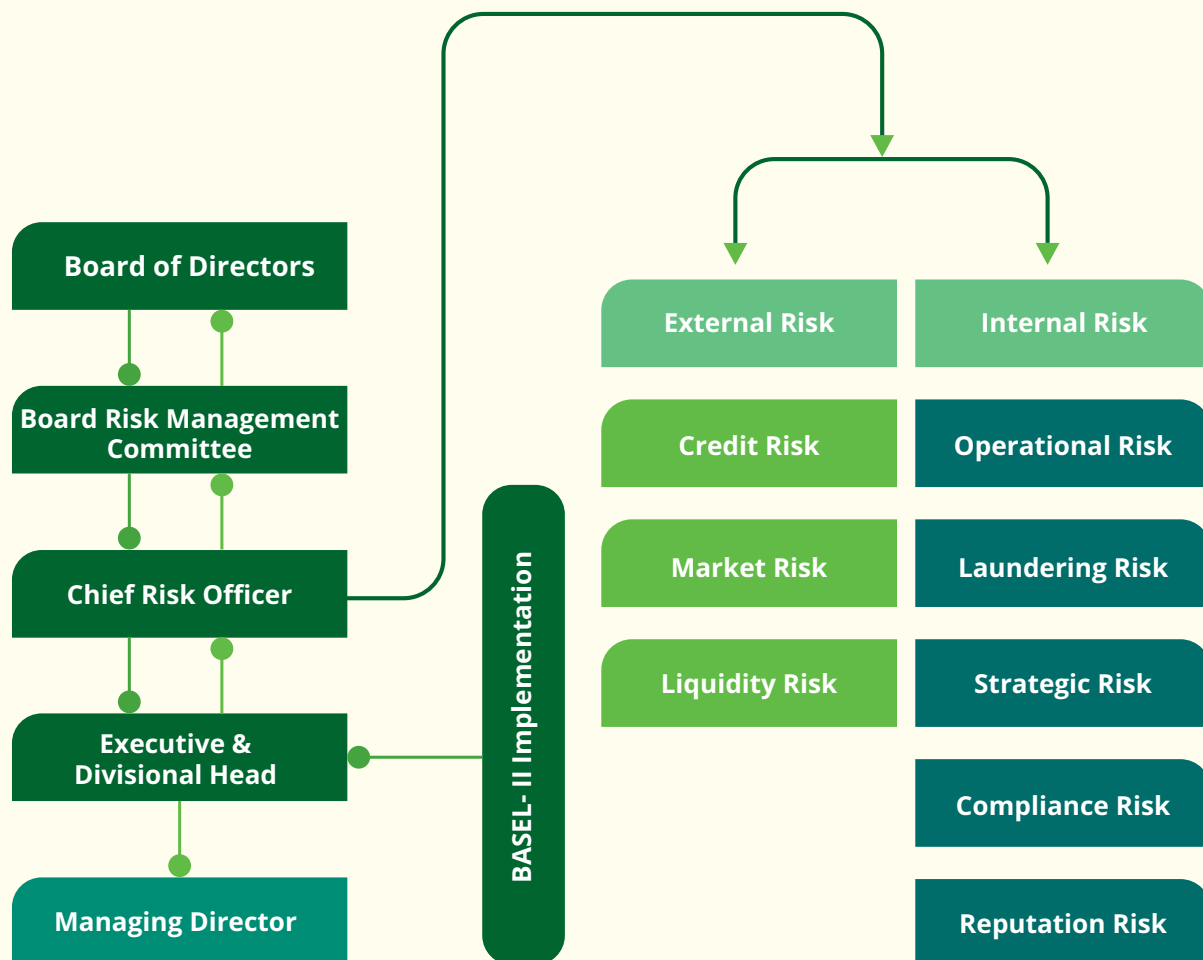 Board of Directors
Board Risk Management
Committee
Chief Risk Officer
Executive &
Divisional Head
Managing Director
BASEL- II Implementation
External Risk
Credit Risk
Market Risk
Liquidity Risk
Internal Risk
Operational Risk
Laundering Risk
Strategic Risk
Compliance Risk
Reputation Risk